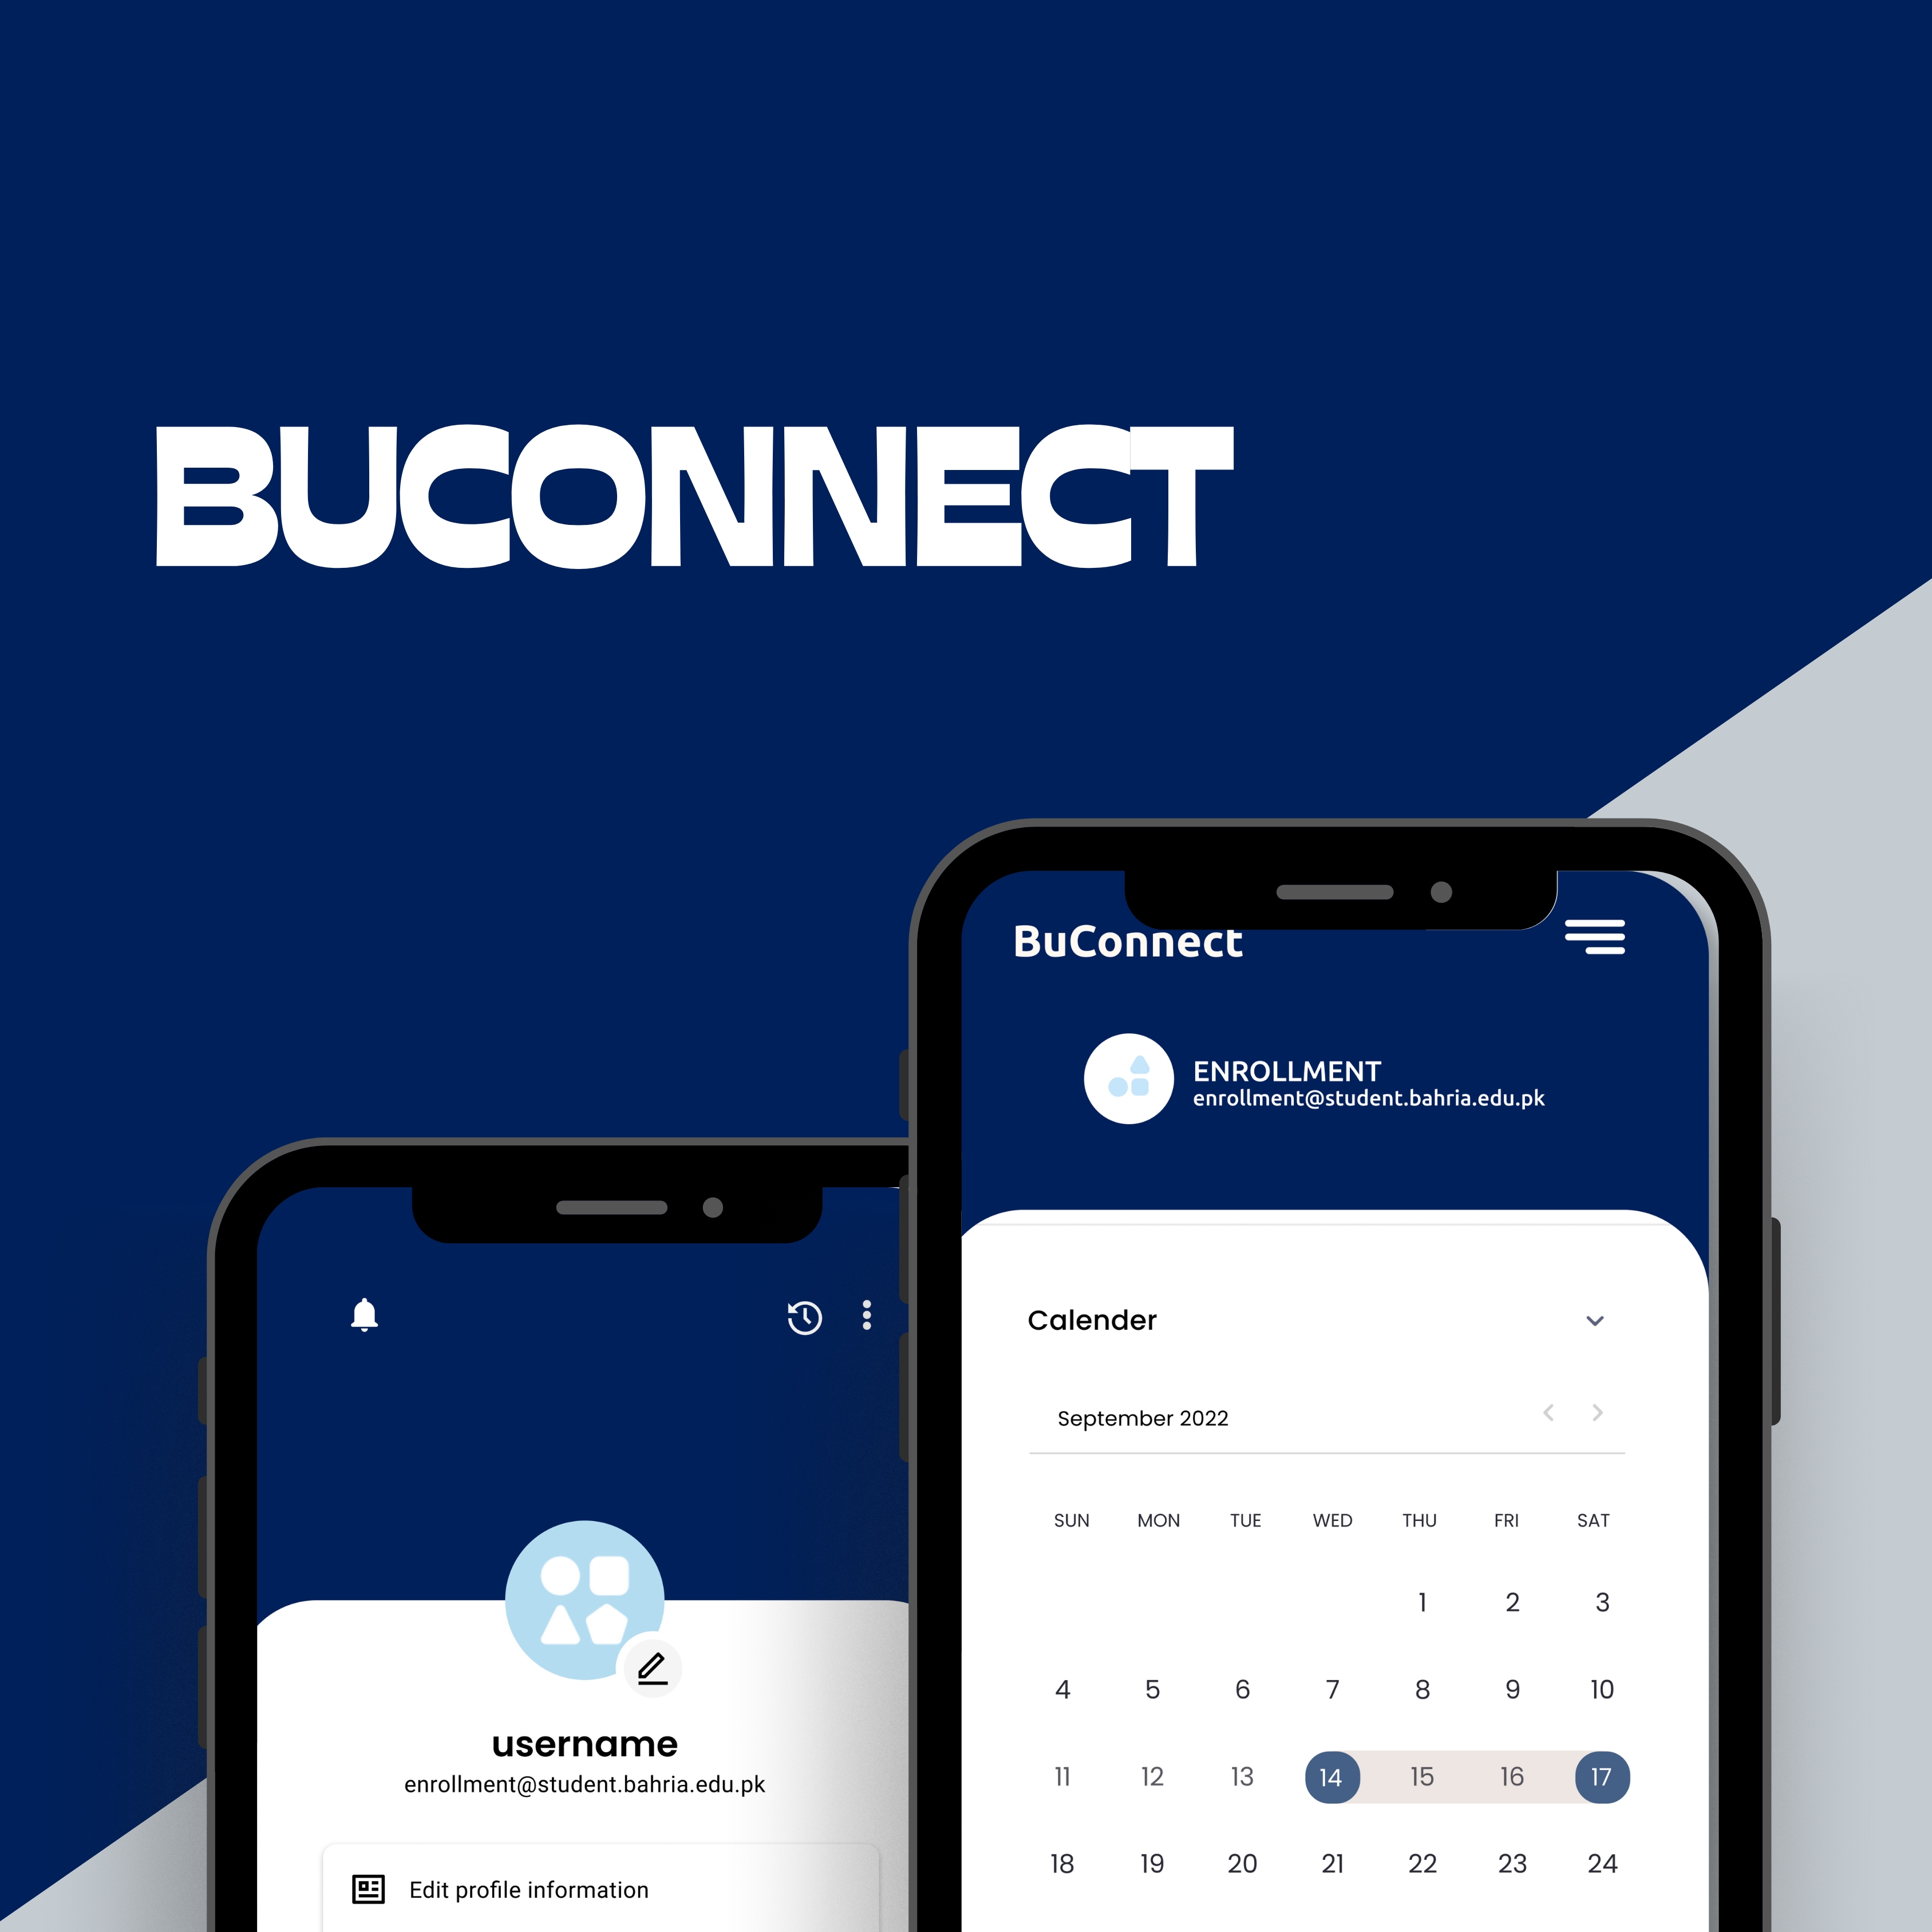 BUCONNECT
BuConnect
ENROLLMENT
enrollment@student.bahria.edu.pk
Calender
September 2022
SUN MON TUE WED THU FRI SAT
1 2 3
4 5 6 7 8 9 10
11 12 13 14 15 16 17
18 19 20 21 22 23 24
username
enrollment@student.bahria.edu.pk
Edit profile information